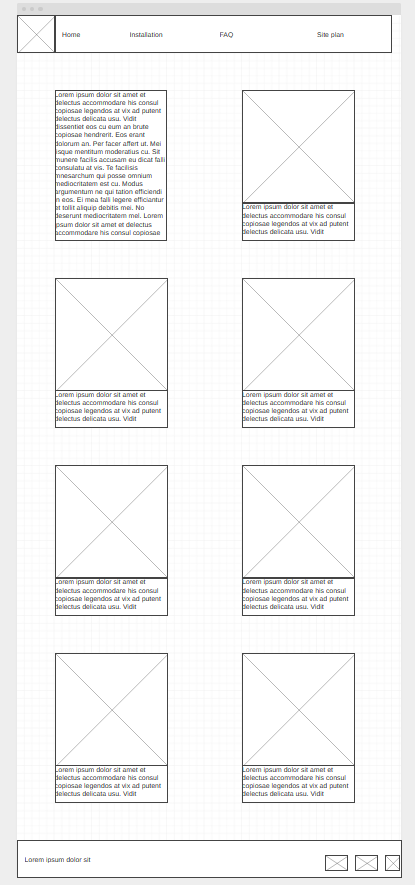 Home Installation FAQ Site plan
Lorem ipsum dolor sit amet et
delectus accommodare his consul
copiosae legendos at vix ad putent
delectus delicata usu. Vidit
dissentiet eos cu eum an brute
copiosae hendrerit. Eos erant
dolorum an. Per facer affert ut. Mei
iisque mentitum moderatius cu. Sit
munere facilis accusam eu dicat falli
consulatu at vis. Te facilisis
mnesarchum qui posse omnium
mediocritatem est cu. Modus
argumentum ne qui tation efficiendi
in eos. Ei mea falli legere efficiantur
et tollit aliquip debitis mei. No
deserunt mediocritatem mel. Lorem
ipsum dolor sit amet et delectus
accommodare his consul copiosae
Lorem ipsum dolor sit amet et
delectus accommodare his consul
copiosae legendos at vix ad putent
delectus delicata usu. Vidit
Lorem ipsum dolor sit amet et
delectus accommodare his consul
copiosae legendos at vix ad putent
delectus delicata usu. Vidit
Lorem ipsum dolor sit amet et
delectus accommodare his consul
copiosae legendos at vix ad putent
delectus delicata usu. Vidit
Lorem ipsum dolor sit amet et
delectus accommodare his consul
copiosae legendos at vix ad putent
delectus delicata usu. Vidit
Lorem ipsum dolor sit amet et
delectus accommodare his consul
copiosae legendos at vix ad putent
delectus delicata usu. Vidit
Lorem ipsum dolor sit amet et
delectus accommodare his consul
copiosae legendos at vix ad putent
delectus delicata usu. Vidit
Lorem ipsum dolor sit amet et
delectus accommodare his consul
copiosae legendos at vix ad putent
delectus delicata usu. Vidit
Lorem ipsum dolor sit